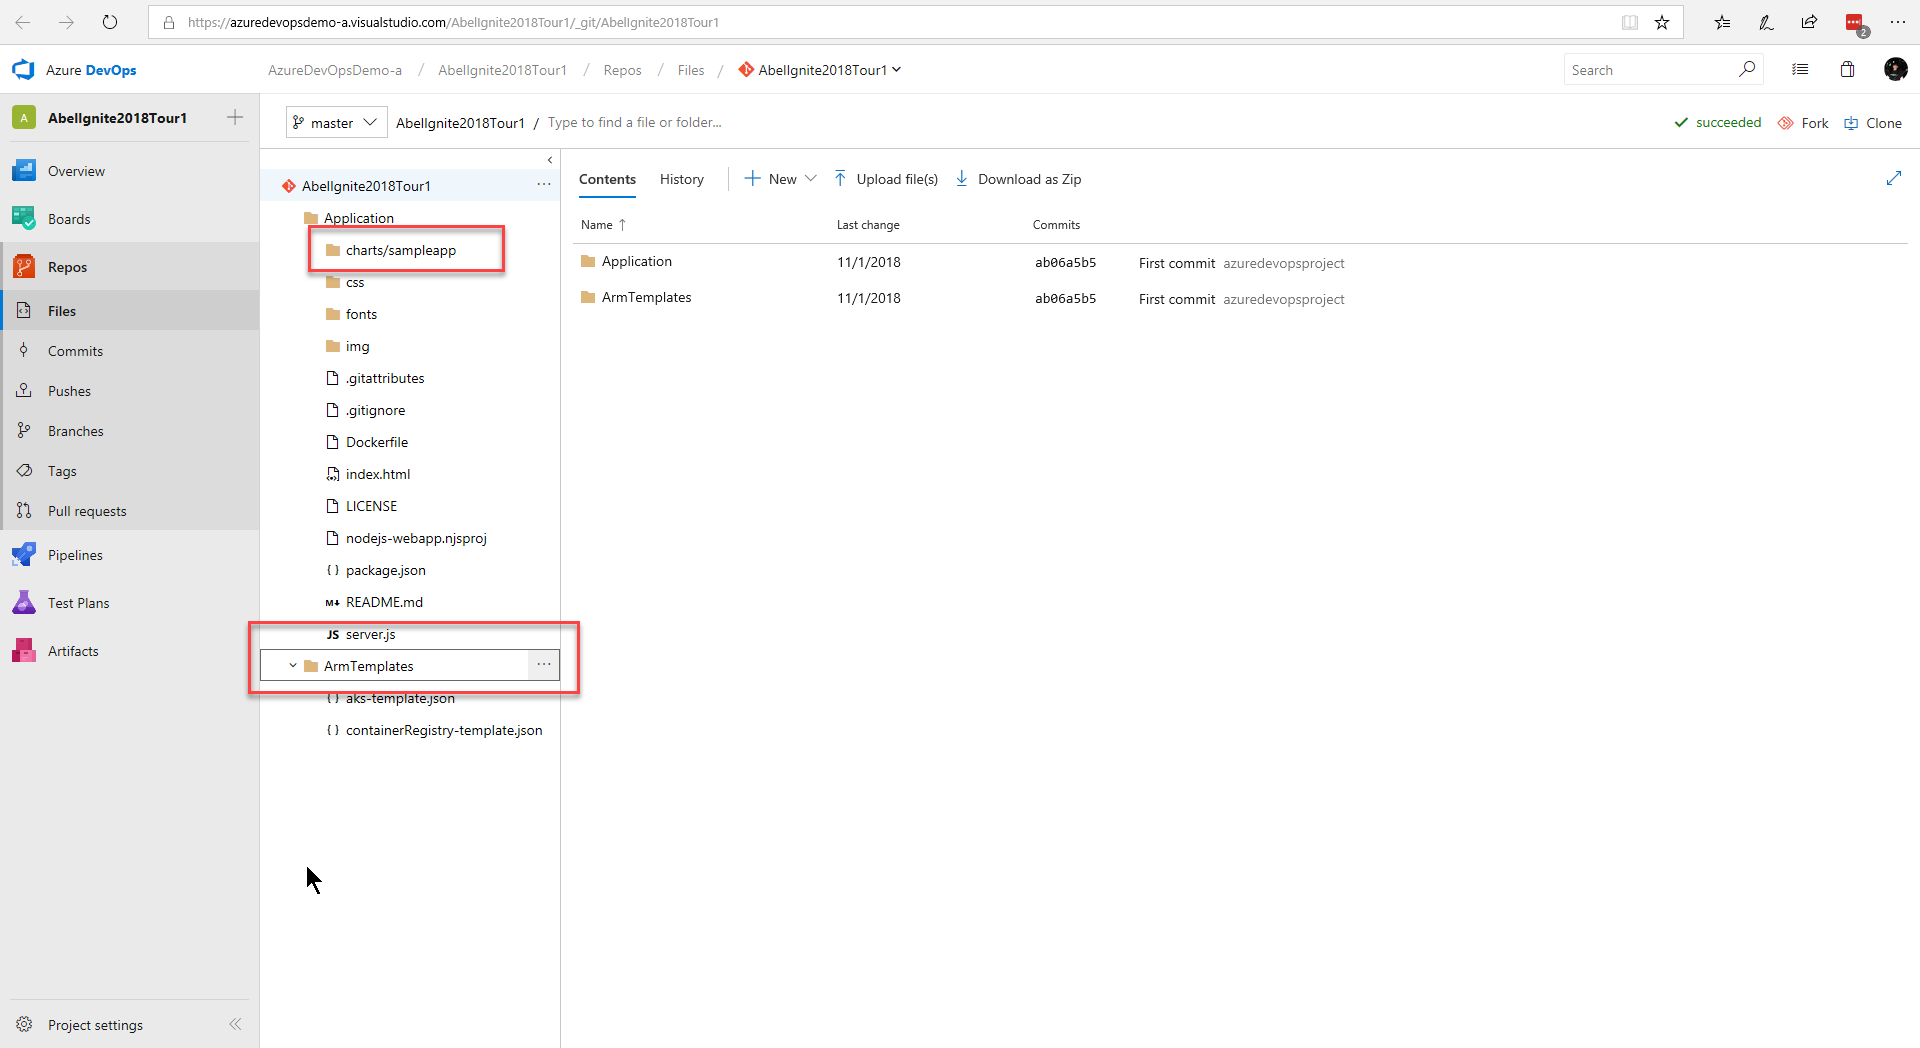 https://azuredevopsdemo-a.visualstudio.com/AbelIgnite2018Tour1/_git/AbelIgnite2018Tour1
2
Azure DevOps
AzureDevOpsDemo-a / AbelIgnite2018Tour1 / Repos / Files / AbelIgnite2018Tour1
Search
A AbelIgnite2018Tour1
master AbelIgnite2018Tour1 / Type to find a file or folder...
succeeded Fork Clone
Overview
Boards
Repos
Files
Commits
Pushes
Branches
Tags
Pull requests
Pipelines
Test Plans
Artifacts
Project settings
AbelIgnite2018Tour1 ...
Application
charts/sampleapp
css
fonts
img
.gitattributes
.gitignore
Dockerfile
index.html
LICENSE
nodejs-webapp.njsproj
{ } package.json
M↓ README.md
JS server.js
ArmTemplates ...
{ } aks-template.json
{ } containerRegistry-template.json
Contents History New Upload file(s) Download as Zip
Name ↑ Last change Commits
Application 11/1/2018 ab06a5b5 First commit azuredevopsproject
ArmTemplates 11/1/2018 ab06a5b5 First commit azuredevopsproject